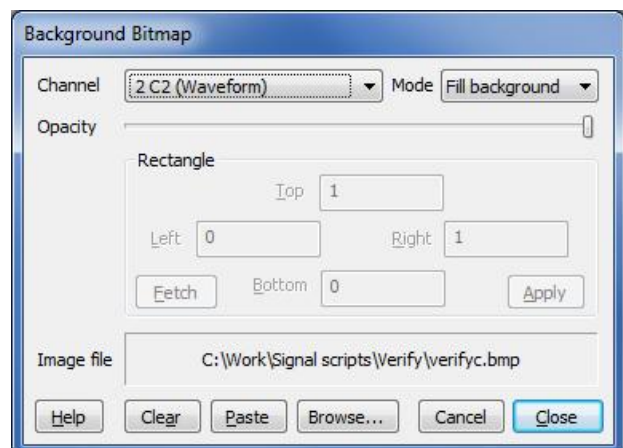 Background Bitmap
Channel 2 C2 (Waveform) Mode Fill background
Opacity
Rectangle
Top 1
Left 0 Right 1
Fetch Bottom 0 Apply
Image file C:\Work\Signal scripts\Verify\verifyc.bmp
Help Clear Paste Browse... Cancel Close